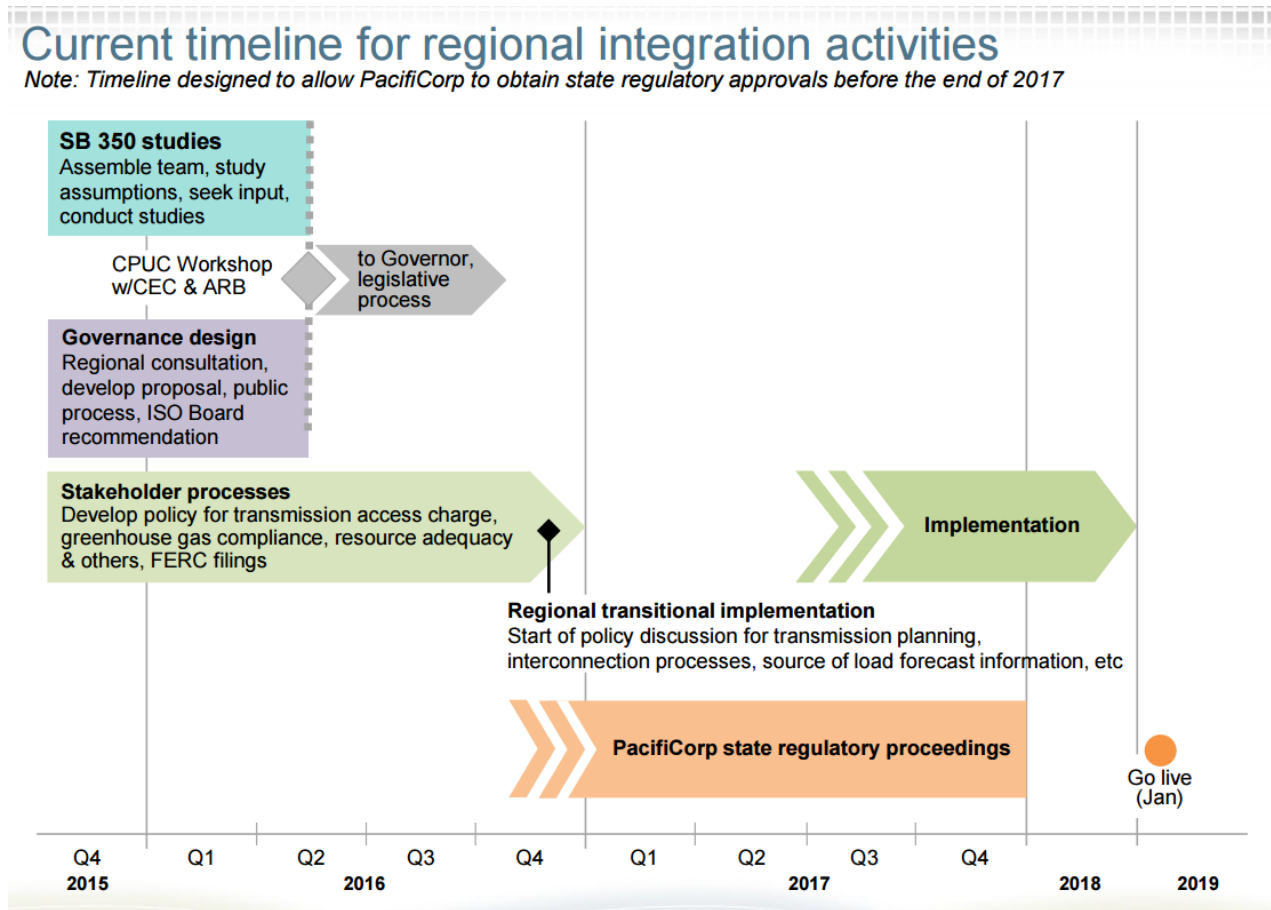 Current timeline for regional integration activities
Note: Timeline designed to allow PacifiCorp to obtain state regulatory approvals before the end of 2017
SB 350 studies
Assemble team, study
assumptions, seek input,
conduct studies
CPUC Workshop
w/CEC & ARB
to Governor,
legislative
process
Governance design
Regional consultation,
develop proposal, public
process, ISO Board
recommendation
Stakeholder processes
Develop policy for transmission access charge,
greenhouse gas compliance, resource adequacy
& others, FERC filings
Implementation
Regional transitional implementation
Start of policy discussion for transmission planning,
interconnection processes, source of load forecast information, etc
PacifiCorp state regulatory proceedings
Go live
(Jan)
Q4 Q1 Q2 Q3 Q4 Q1 Q2 Q3 Q4
2015 2016 2017 2018 2019